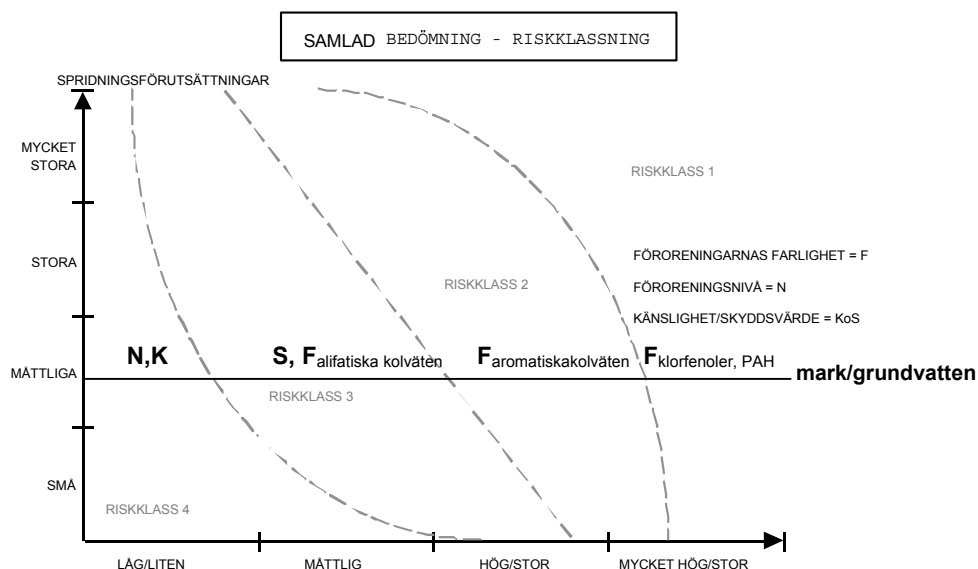 SAMLAD BEDÖMNING - RISKKLASSNING
SPRIDNINGSFÖRUTSÄTTNINGAR
MYCKET
STORA
RISKKLASS 1
STORA
FÖRORENINGARNAS FARLIGHET = F
RISKKLASS 2
FÖRORENINGSNIVÅ = N
KÄNSLIGHET/SKYDDSVÄRDE = KoS
N,K S, Falifatiska kolväten Faromatiskakolväten Fklorfenoler, PAH
MÅTTLIGA mark/grundvatten
RISKKLASS 3
SMÅ
RISKKLASS 4
LÅG/LITEN MÅTTLIG HÖG/STOR MYCKET HÖG/STOR